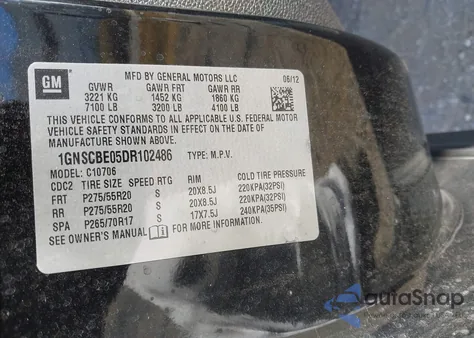 GM
MFD BY GENERAL MOTORS LLC 06/12
GVWR GAWR FRT GAWR RR
3221 KG 1452 KG 1860 KG
7100 LB 3200 LB 4100 LB
THIS VEHICLE CONFORMS TO ALL APPLICABLE U.S. FEDERAL MOTOR
VEHICLE SAFETY STANDARDS IN EFFECT ON THE DATE OF
MANUFACTURE SHOWN ABOVE.
1GNSCBE05DR102486 TYPE: M.P.V.
MODEL: C10706
CDC2 TIRE SIZE SPEED RTG RIM COLD TIRE PRESSURE
FRT P275/55R20 S 20X8.5J 220KPA(32PSI)
RR P275/55R20 S 20X8.5J 220KPA(32PSI)
SPA P265/70R17 S 17X7.5J 240KPA(35PSI)
SEE OWNER'S MANUAL FOR MORE INFORMATION.
autoSnap